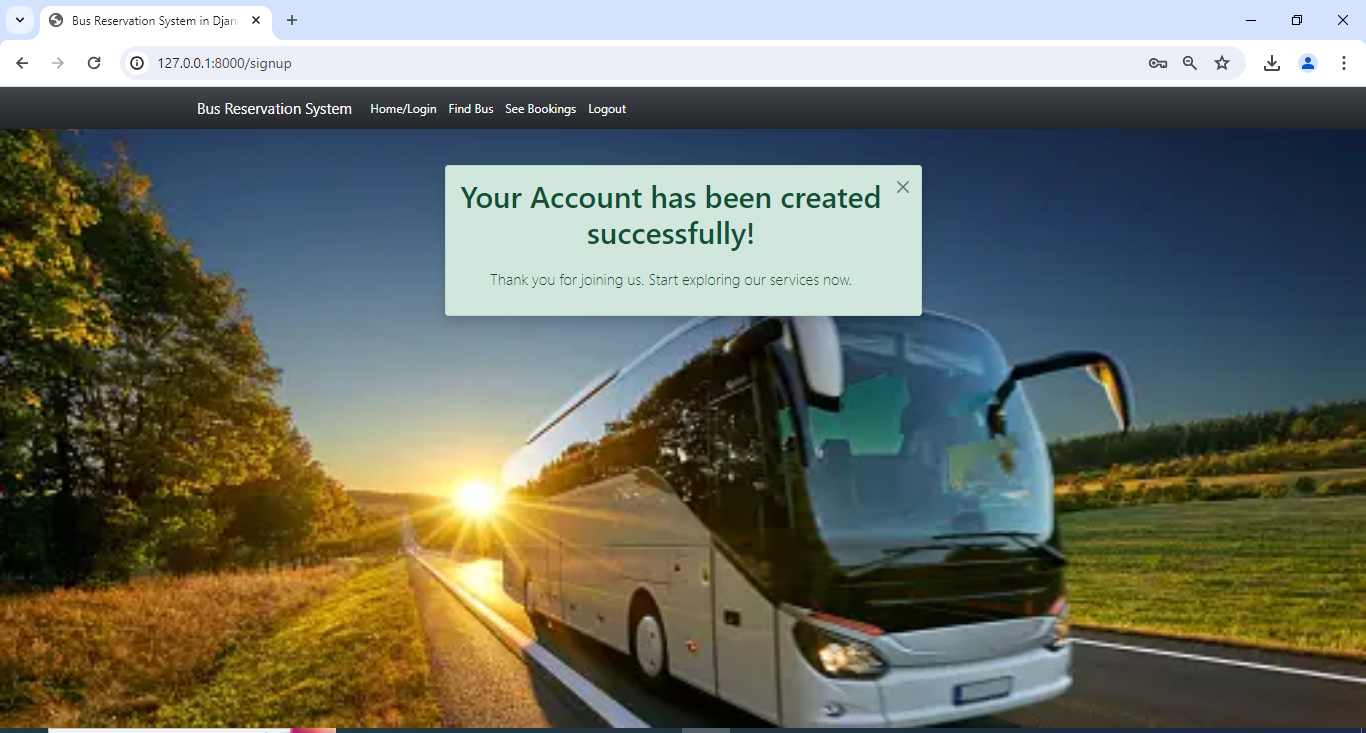 Bus Reservation System in Djan
127.0.0.1:8000/signup
Bus Reservation System Home/Login Find Bus See Bookings Logout
Your Account has been created
successfully!
Thank you for joining us. Start exploring our services now.